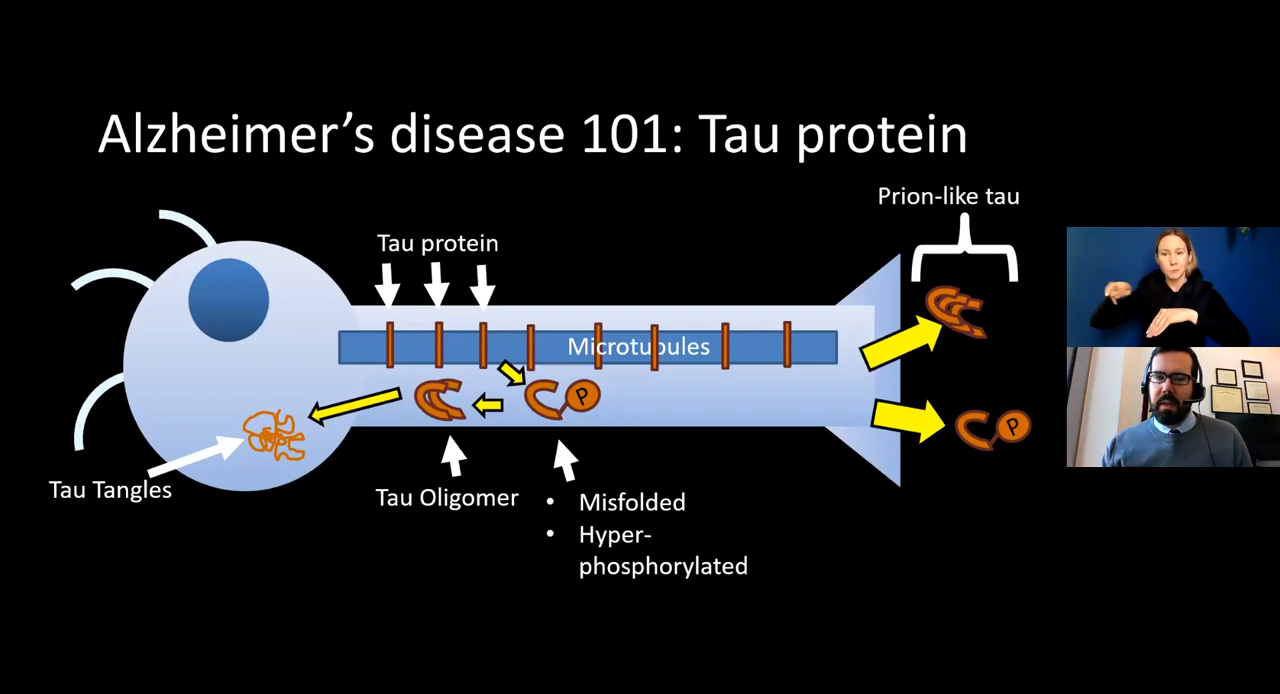 Alzheimer’s disease 101: Tau protein
Prion-like tau
Tau protein
Microtubules
P
P
Tau Tangles
Tau Oligomer
• Misfolded
• Hyper-
phosphorylated